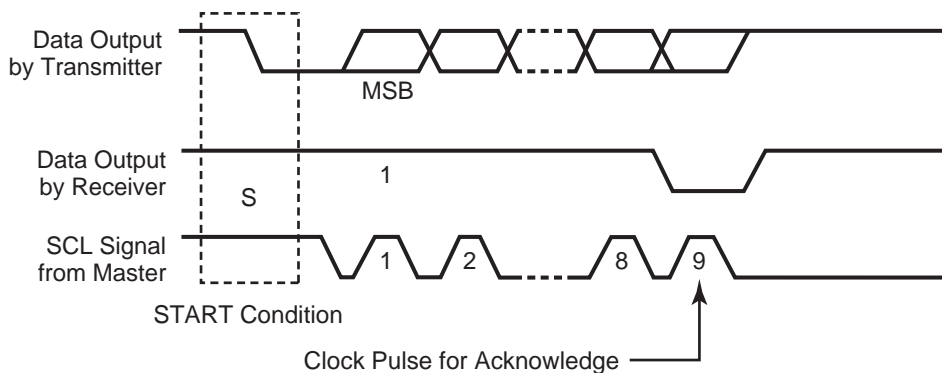 Data Output
by Transmitter
MSB
Data Output
by Receiver
1
S
SCL Signal
from Master
1
2
8
9
START Condition
Clock Pulse for Acknowledge